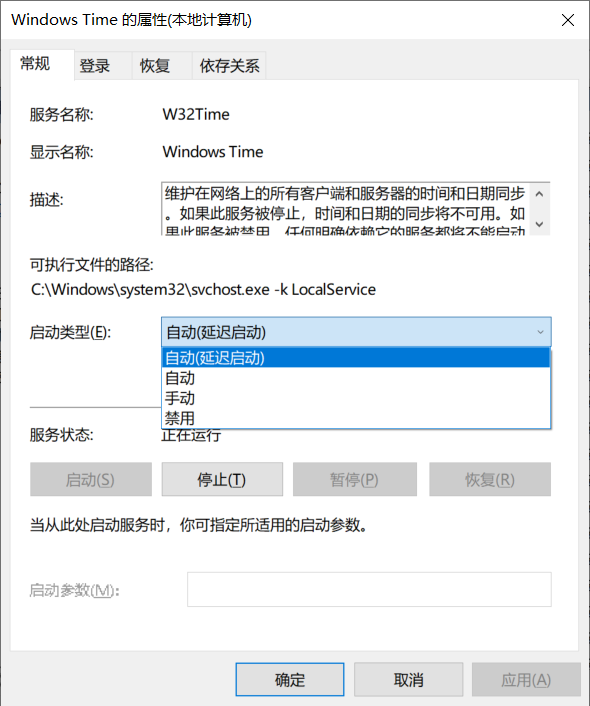 Windows Time 的属性(本地计算机)
常规 登录 恢复 依存关系
服务名称: W32Time
显示名称: Windows Time
描述: 维护在网络上的所有客户端和服务器的时间和日期同步
。如果此服务被停止，时间和日期的同步将不可用。如
果此服务被禁用，任何明确依赖它的服务都将不能启动
可执行文件的路径:
C:\Windows\system32\svchost.exe -k LocalService
启动类型(E): 自动(延迟启动)
自动(延迟启动)
自动
手动
禁用
服务状态: 正在运行
启动(S) 停止(T) 暂停(P) 恢复(R)
当从此处启动服务时，你可指定所适用的启动参数。
启动参数(M):
确定 取消 应用(A)